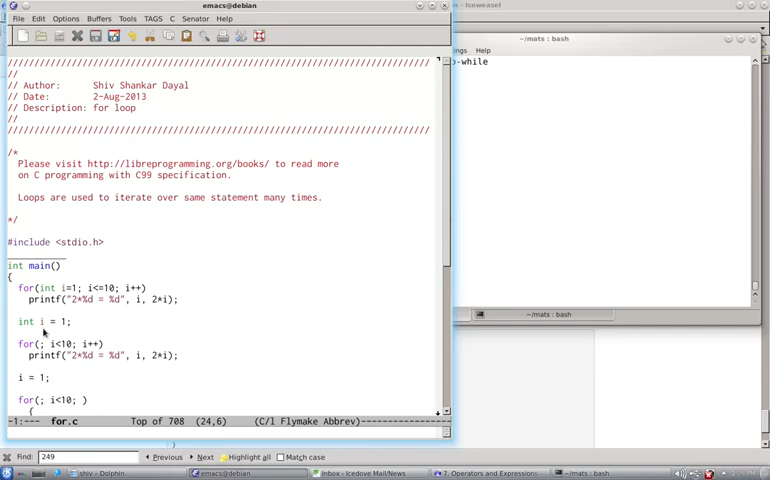 emacs@debian
Iceweasel
File Edit Options Buffers Tools TAGS C Senator Help
~/mats : bash
ngs Help
o-while
////////////////////////////////////////////////////////////////////////////////
//
// Author: Shiv Shankar Dayal
// Date: 2-Aug-2013
// Description: for loop
//
////////////////////////////////////////////////////////////////////////////////
/*
Please visit http://libreprogramming.org/books/ to read more
on C programming with C99 specification.
Loops are used to iterate over same statement many times.
*/
#include <stdio.h>
int main()
{
for(int i=1; i<=10; i++)
printf("2*%d = %d", i, 2*i);
int i = 1;
for(; i<10; i++)
printf("2*%d = %d", i, 2*i);
i = 1;
for(; i<10; )
{
-1:--- for.c Top of 708 (24,6) (C/l Flymake Abbrev)------------------
~/mats : bash
)
Find: 249 Previous Next Highlight all Match case
shiv - Dolphin emacs@debian Inbox - Icedove Mail/News 7. Operators and Expressions ~/mats : bash